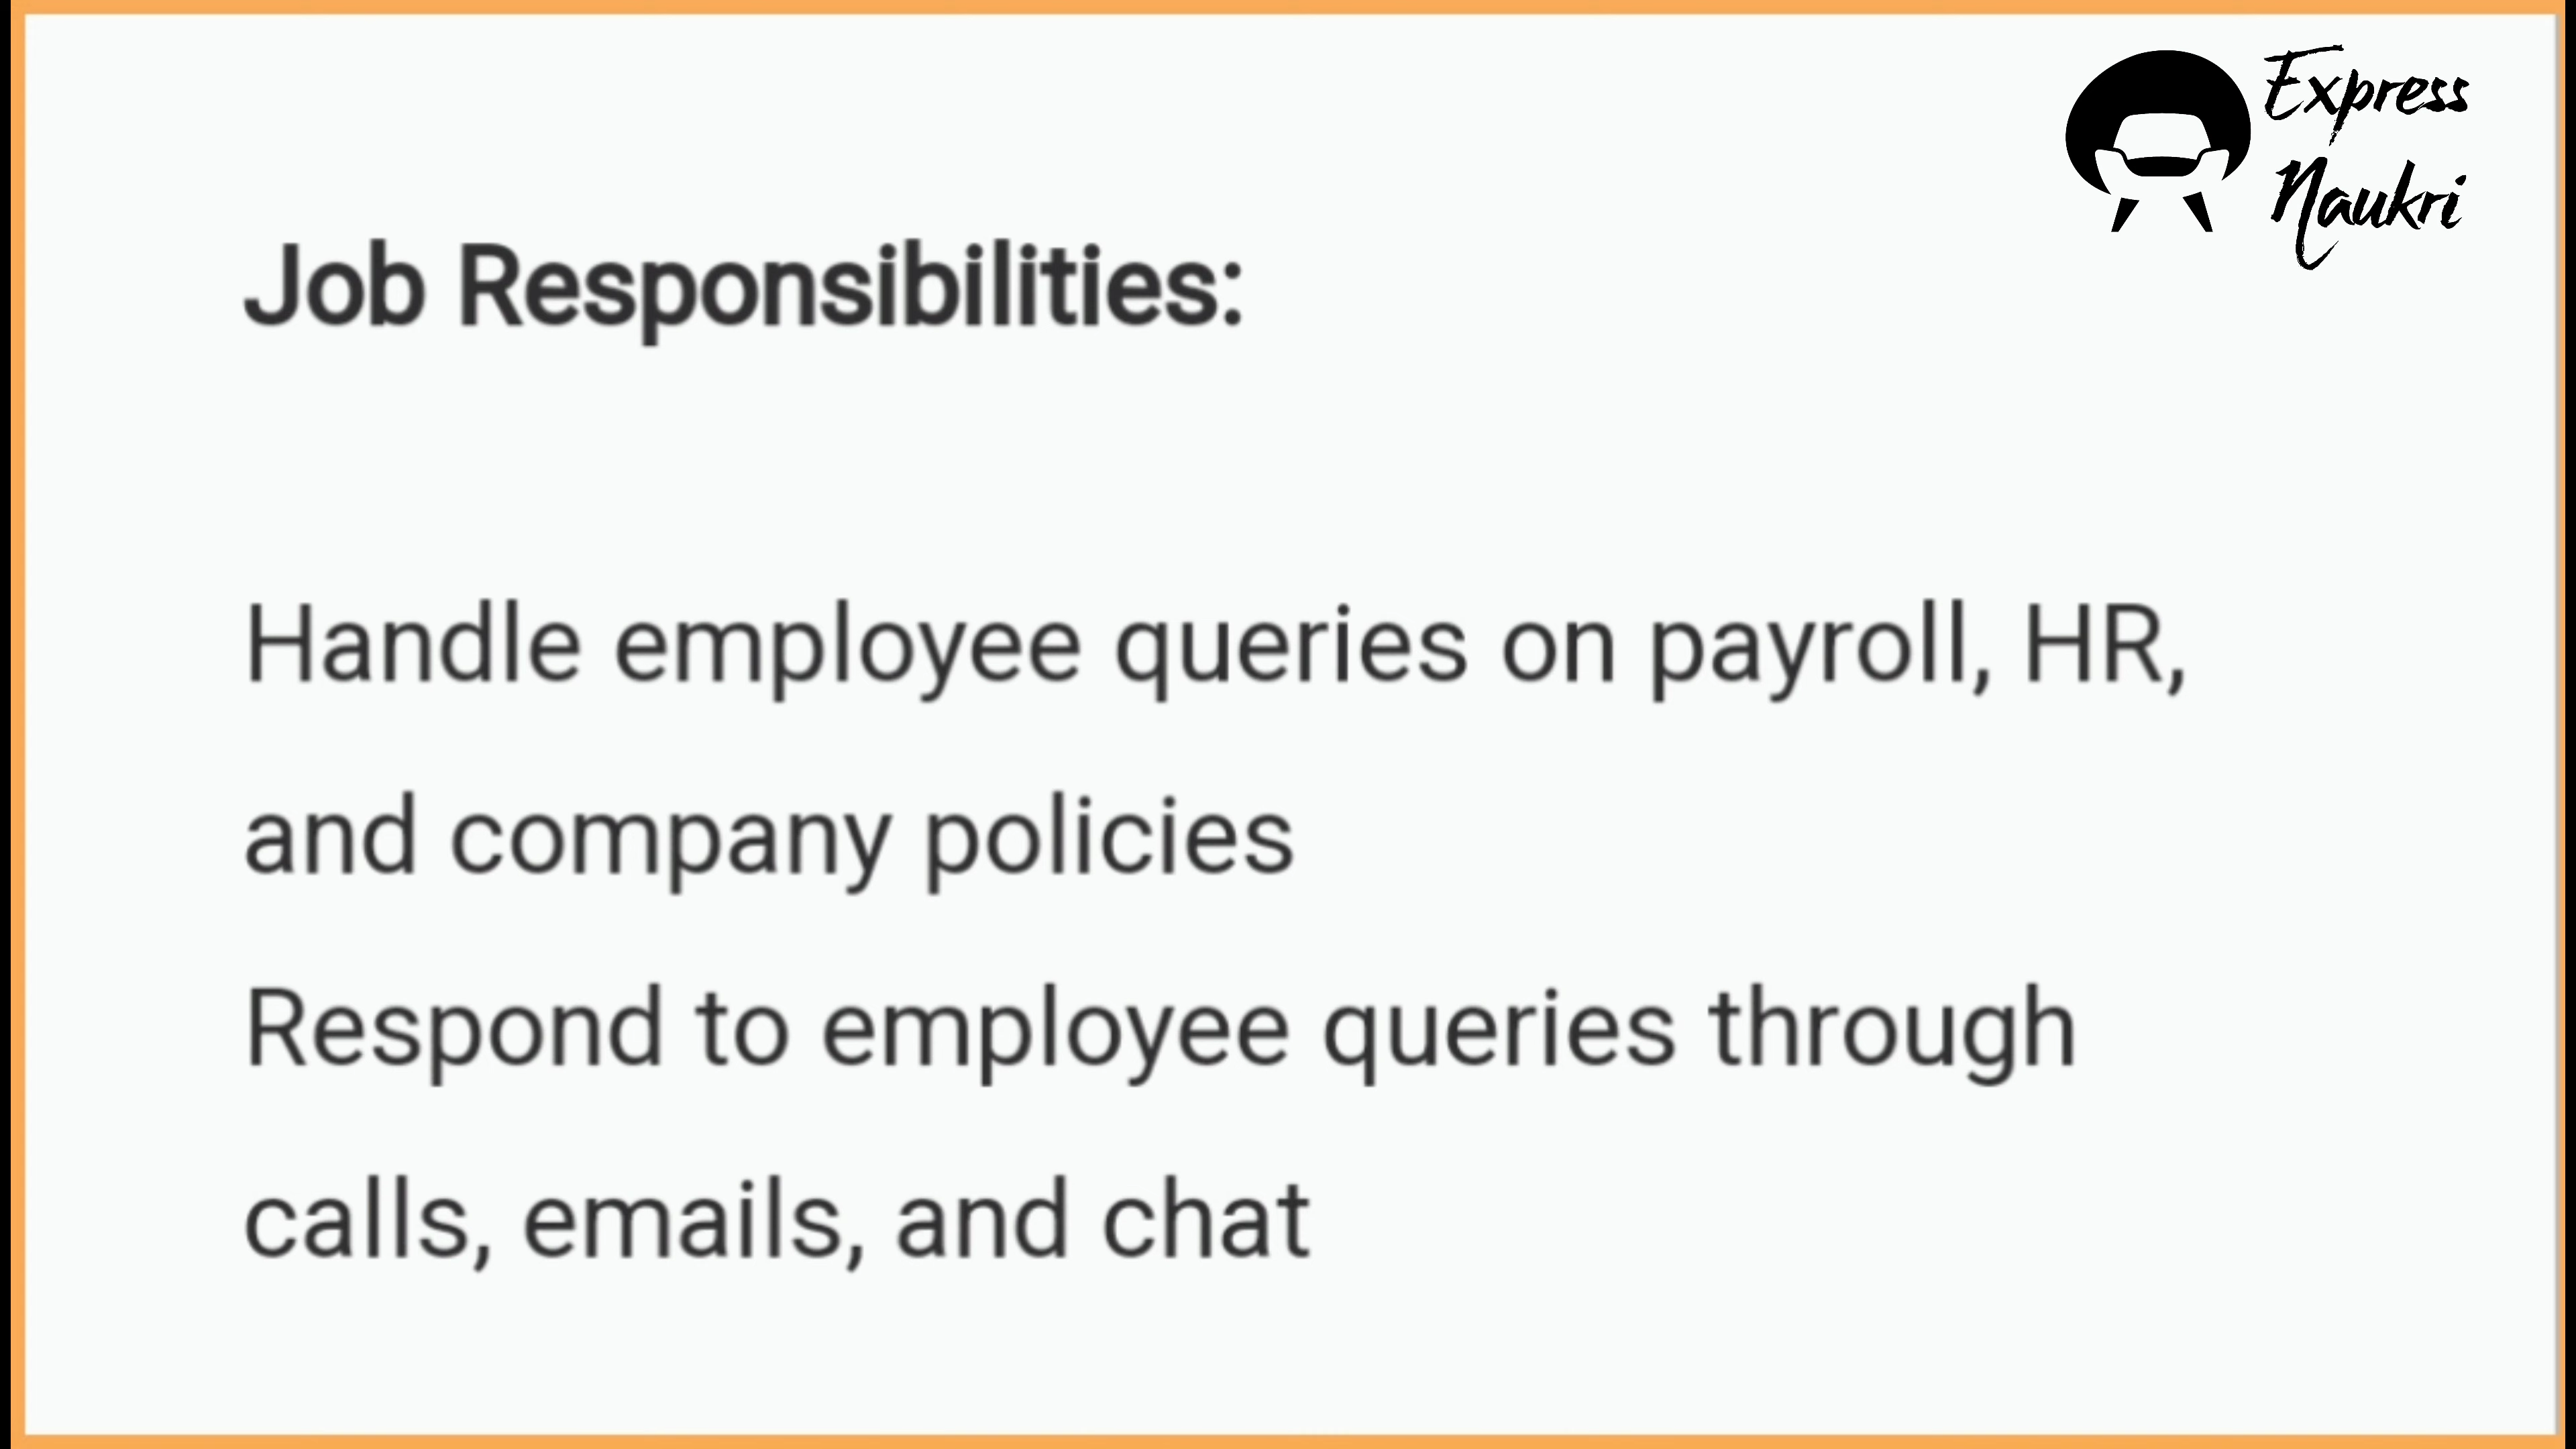 Express
Naukri
Job Responsibilities:
Handle employee queries on payroll, HR,
and company policies
Respond to employee queries through
calls, emails, and chat